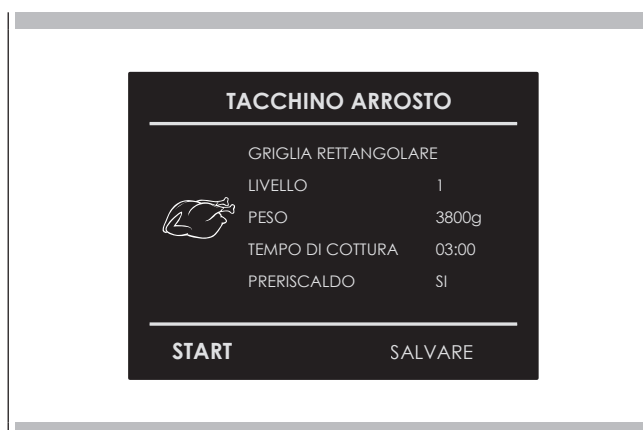 TACCHINO ARROSTO
GRIGLIA RETTANGOLARE
LIVELLO 1
PESO 3800g
TEMPO DI COTTURA 03:00
PRERISCALDO SI
START SALVARE